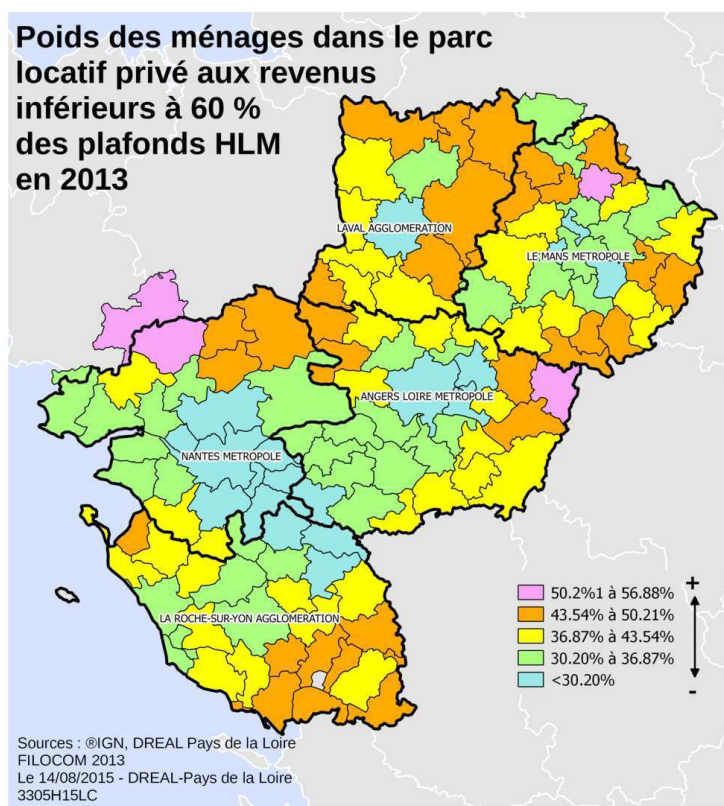 Poids des ménages dans le parc
locatif privé aux revenus
inférieurs à 60 %
des plafonds HLM
en 2013
LAVAL AGGLOMERATION
LE MANS METROPOLE
ANGERS LOIRE METROPOLE
NANTES METROPOLE
LA ROCHE-SUR-YON AGGLOMERATION
+
50.2%1 à 56.88%
43.54% à 50.21%
36.87% à 43.54%
30.20% à 36.87%
<30.20%
-
Sources : ®IGN, DREAL Pays de la Loire
FILOCOM 2013
Le 14/08/2015 - DREAL-Pays de la Loire
3305H15LC